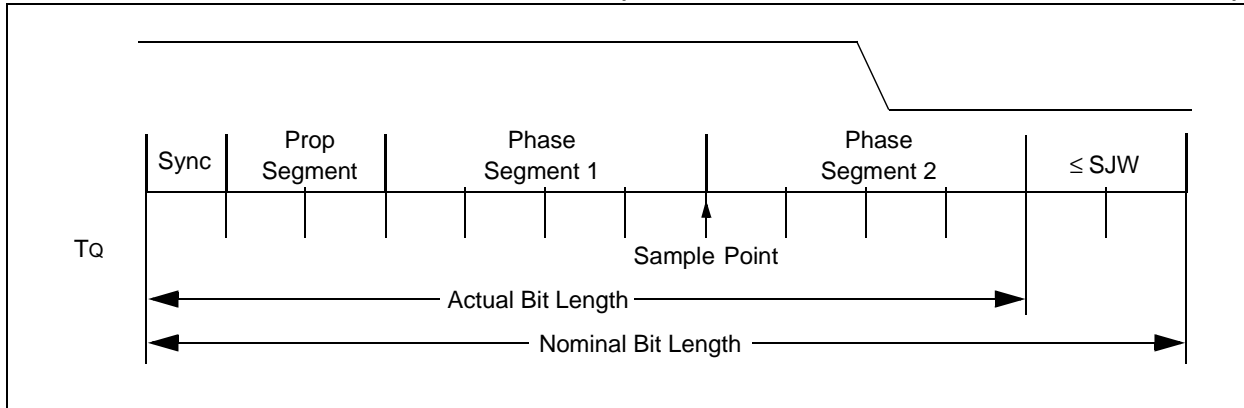 Sync
Prop
Segment
Phase
Segment 1
Phase
Segment 2
≤ SJW
TQ
Sample Point
Actual Bit Length
Nominal Bit Length